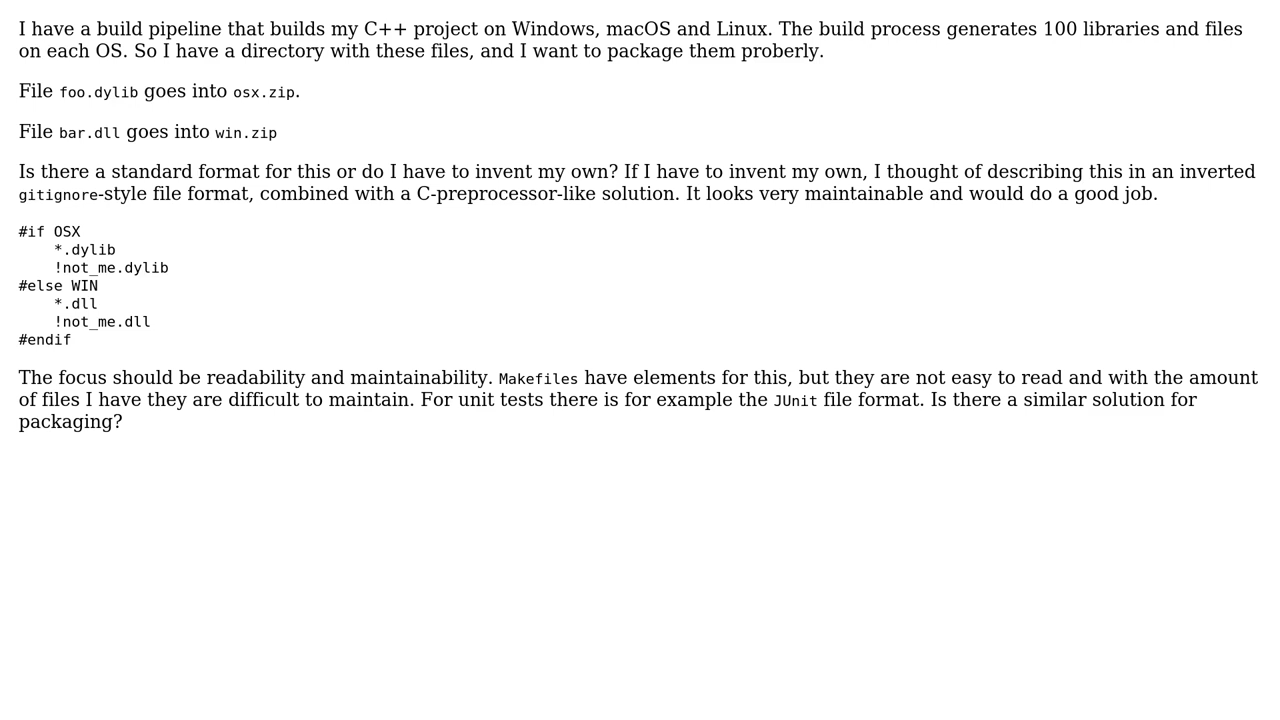 I have a build pipeline that builds my C++ project on Windows, macOS and Linux. The build process generates 100 libraries and files
on each OS. So I have a directory with these files, and I want to package them proberly.
File foo.dylib goes into osx.zip.
File bar.dll goes into win.zip
Is there a standard format for this or do I have to invent my own? If I have to invent my own, I thought of describing this in an inverted
gitignore-style file format, combined with a C-preprocessor-like solution. It looks very maintainable and would do a good job.
#if OSX
    *.dylib
    !not_me.dylib
#else WIN
    *.dll
    !not_me.dll
#endif
The focus should be readability and maintainability. Makefiles have elements for this, but they are not easy to read and with the amount
of files I have they are difficult to maintain. For unit tests there is for example the JUnit file format. Is there a similar solution for
packaging?